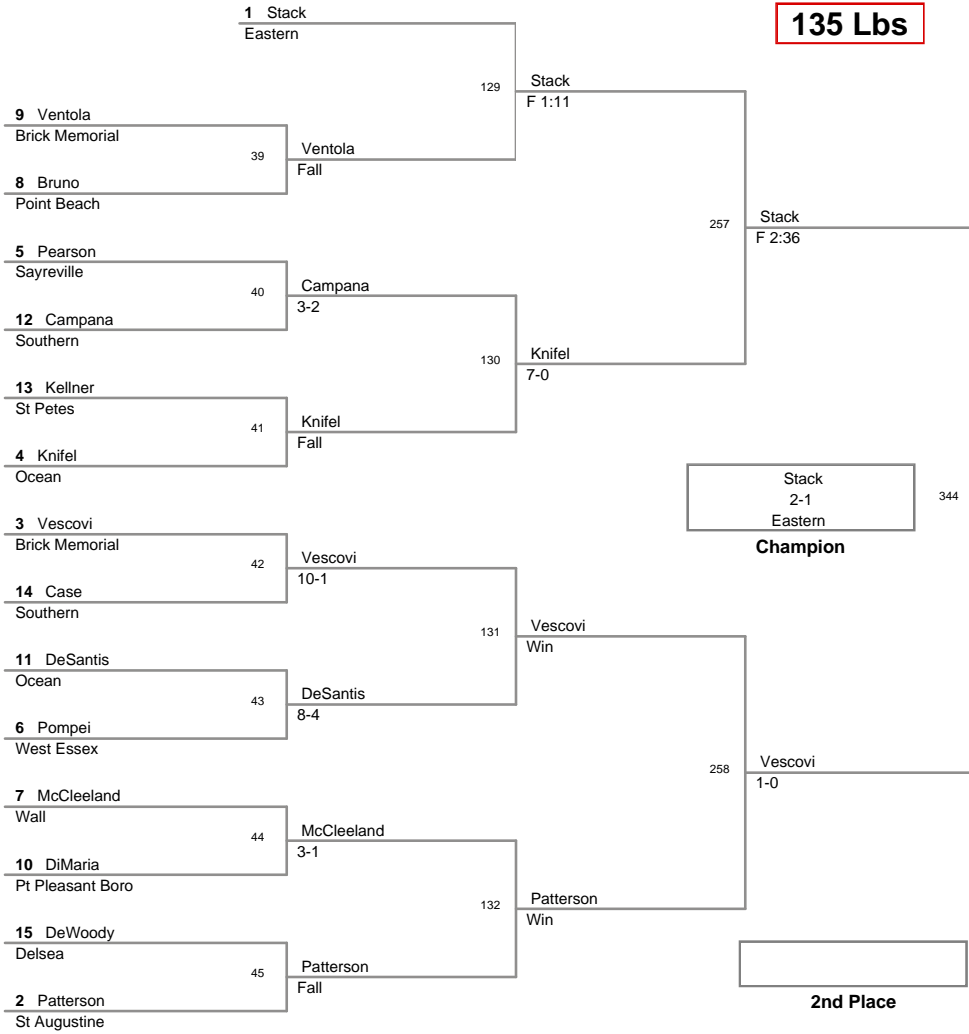 1 Stack
Eastern
135 Lbs
129
Stack
F 1:11
9 Ventola
Brick Memorial
39
Ventola
Fall
8 Bruno
Point Beach
257
Stack
F 2:36
5 Pearson
Sayreville
40
Campana
3-2
12 Campana
Southern
130
Knifel
7-0
13 Kellner
St Petes
41
Knifel
Fall
4 Knifel
Ocean
Stack
2-1
Eastern
344
Champion
3 Vescovi
Brick Memorial
42
Vescovi
10-1
14 Case
Southern
131
Vescovi
Win
11 DeSantis
Ocean
43
DeSantis
8-4
6 Pompei
West Essex
258
Vescovi
1-0
7 McCleeland
Wall
44
McCleeland
3-1
10 DiMaria
Pt Pleasant Boro
132
Patterson
Win
15 DeWoody
Delsea
45
Patterson
Fall
2 Patterson
St Augustine
2nd Place